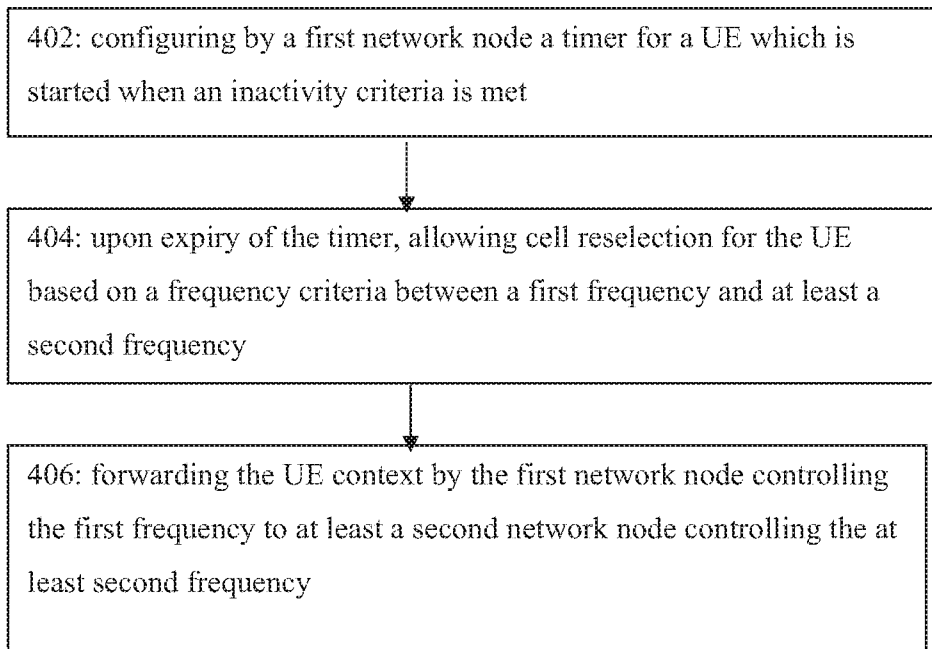 402: configuring by a first network node a timer for a UE which is
started when an inactivity criteria is met
404: upon expiry of the timer, allowing cell reselection for the UE
based on a frequency criteria between a first frequency and at least a
second frequency
406: forwarding the UE context by the first network node controlling
the first frequency to at least a second network node controlling the at
least second frequency